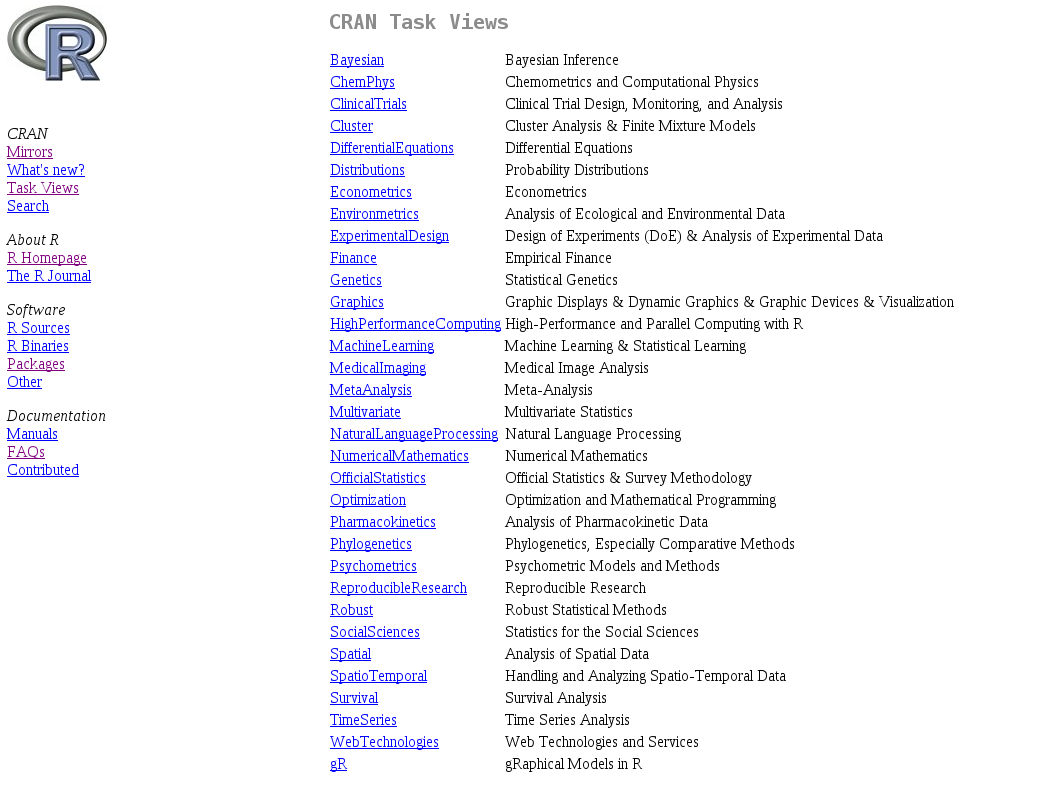 R
CRAN
Mirrors
What's new?
Task Views
Search
About R
R Homepage
The R Journal
Software
R Sources
R Binaries
Packages
Other
Documentation
Manuals
FAQs
Contributed
CRAN Task Views
Bayesian Bayesian Inference
ChemPhys Chemometrics and Computational Physics
ClinicalTrials Clinical Trial Design, Monitoring, and Analysis
Cluster Cluster Analysis & Finite Mixture Models
DifferentialEquations Differential Equations
Distributions Probability Distributions
Econometrics Econometrics
Environmetrics Analysis of Ecological and Environmental Data
ExperimentalDesign Design of Experiments (DoE) & Analysis of Experimental Data
Finance Empirical Finance
Genetics Statistical Genetics
Graphics Graphic Displays & Dynamic Graphics & Graphic Devices & Visualization
HighPerformanceComputing High-Performance and Parallel Computing with R
MachineLearning Machine Learning & Statistical Learning
MedicalImaging Medical Image Analysis
MetaAnalysis Meta-Analysis
Multivariate Multivariate Statistics
NaturalLanguageProcessing Natural Language Processing
NumericalMathematics Numerical Mathematics
OfficialStatistics Official Statistics & Survey Methodology
Optimization Optimization and Mathematical Programming
Pharmacokinetics Analysis of Pharmacokinetic Data
Phylogenetics Phylogenetics, Especially Comparative Methods
Psychometrics Psychometric Models and Methods
ReproducibleResearch Reproducible Research
Robust Robust Statistical Methods
SocialSciences Statistics for the Social Sciences
Spatial Analysis of Spatial Data
SpatioTemporal Handling and Analyzing Spatio-Temporal Data
Survival Survival Analysis
TimeSeries Time Series Analysis
WebTechnologies Web Technologies and Services
gR gRaphical Models in R